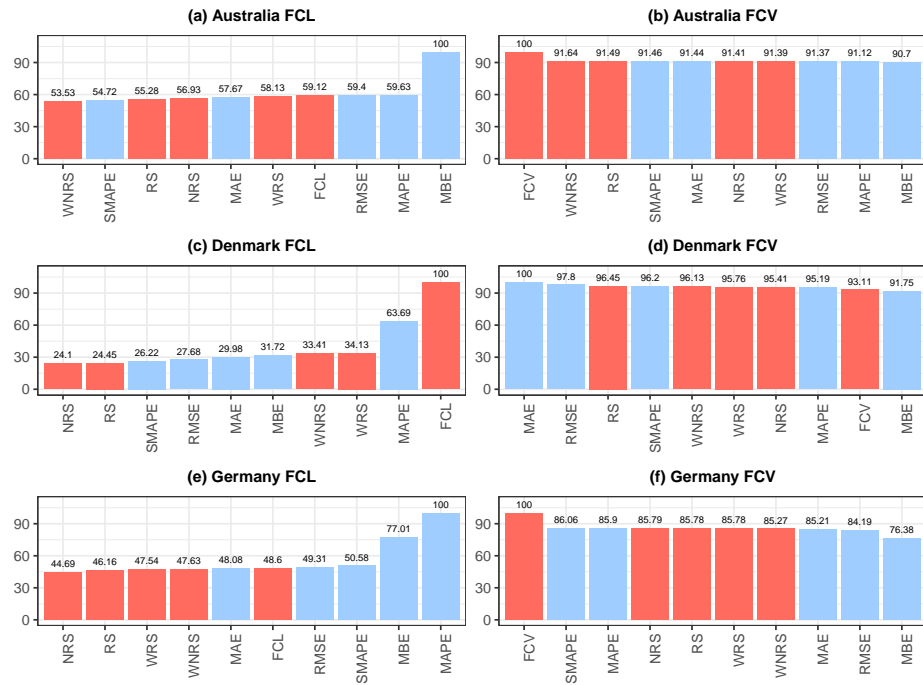 (a) Australia FCL
(b) Australia FCV
100
90
60
30
0
53.53 54.72 55.28 56.93 57.67 58.13 59.12 59.4 59.63
WNRS SMAPE RS NRS MAE WRS FCL RMSE MAPE MBE
100 91.64 91.49 91.46 91.44 91.41 91.39 91.37 91.12 90.7
90
60
30
0
FCV WNRS RS SMAPE MAE NRS WRS RMSE MAPE MBE
(c) Denmark FCL
(d) Denmark FCV
100
90
60
30
0
24.1 24.45 26.22 27.68 29.98 31.72 33.41 34.13 63.69
NRS RS SMAPE RMSE MAE MBE WNRS WRS MAPE FCL
100 97.8 96.45 96.2 96.13 95.76 95.41 95.19 93.11 91.75
90
60
30
0
MAE RMSE RS SMAPE WNRS WRS NRS MAPE FCV MBE
(e) Germany FCL
(f) Germany FCV
100
90
60
30
0
44.69 46.16 47.54 47.63 48.08 48.6 49.31 50.58 77.01
NRS RS WRS WNRS MAE FCL RMSE SMAPE MBE MAPE
100 86.06 85.9 85.79 85.78 85.78 85.27 85.21 84.19 76.38
90
60
30
0
FCV SMAPE MAPE NRS RS WRS WNRS MAE RMSE MBE